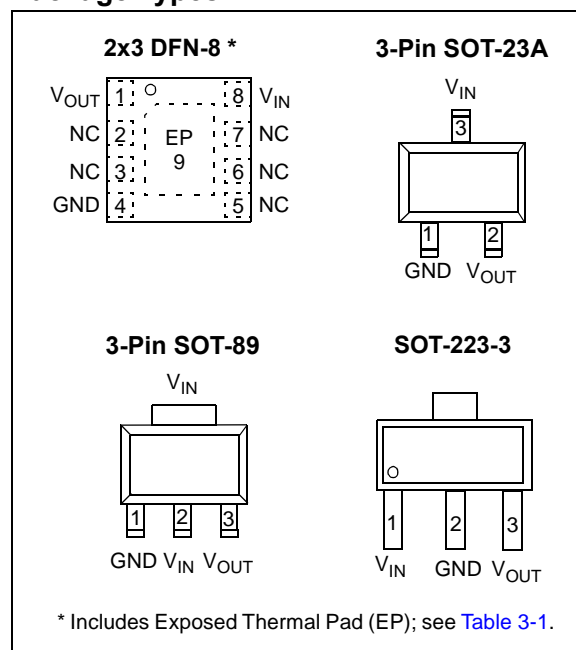 2x3 DFN-8 *
VOUT 1 8 VIN
NC 2 7 NC
EP
9
NC 3 6 NC
GND 4 5 NC
3-Pin SOT-23A
VIN
3
1 2
GND VOUT
3-Pin SOT-89
VIN
1 2 3
GND VIN VOUT
SOT-223-3
1 2 3
VIN GND VOUT
* Includes Exposed Thermal Pad (EP); see Table 3-1.